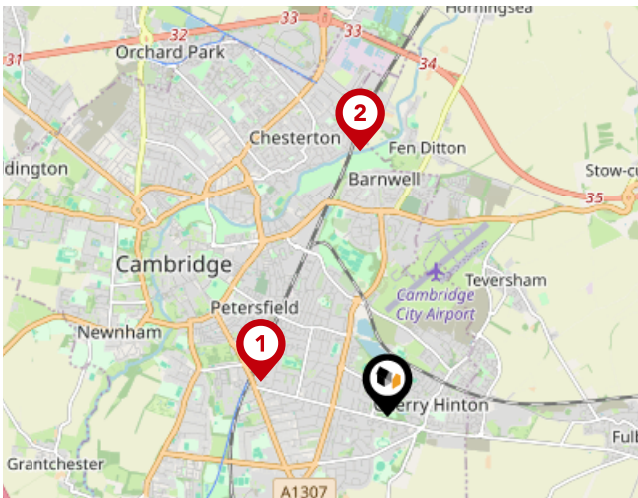 Horningsea
33
32
33
31
Orchard Park
34
2
Chesterton
Fen Ditton
dington
Barnwell
Stow-cu
35
Cambridge
Teversham
Cambridge
City Airport
Petersfield
Newnham
1
Cherry Hinton
Fulb
Grantchester
A1307